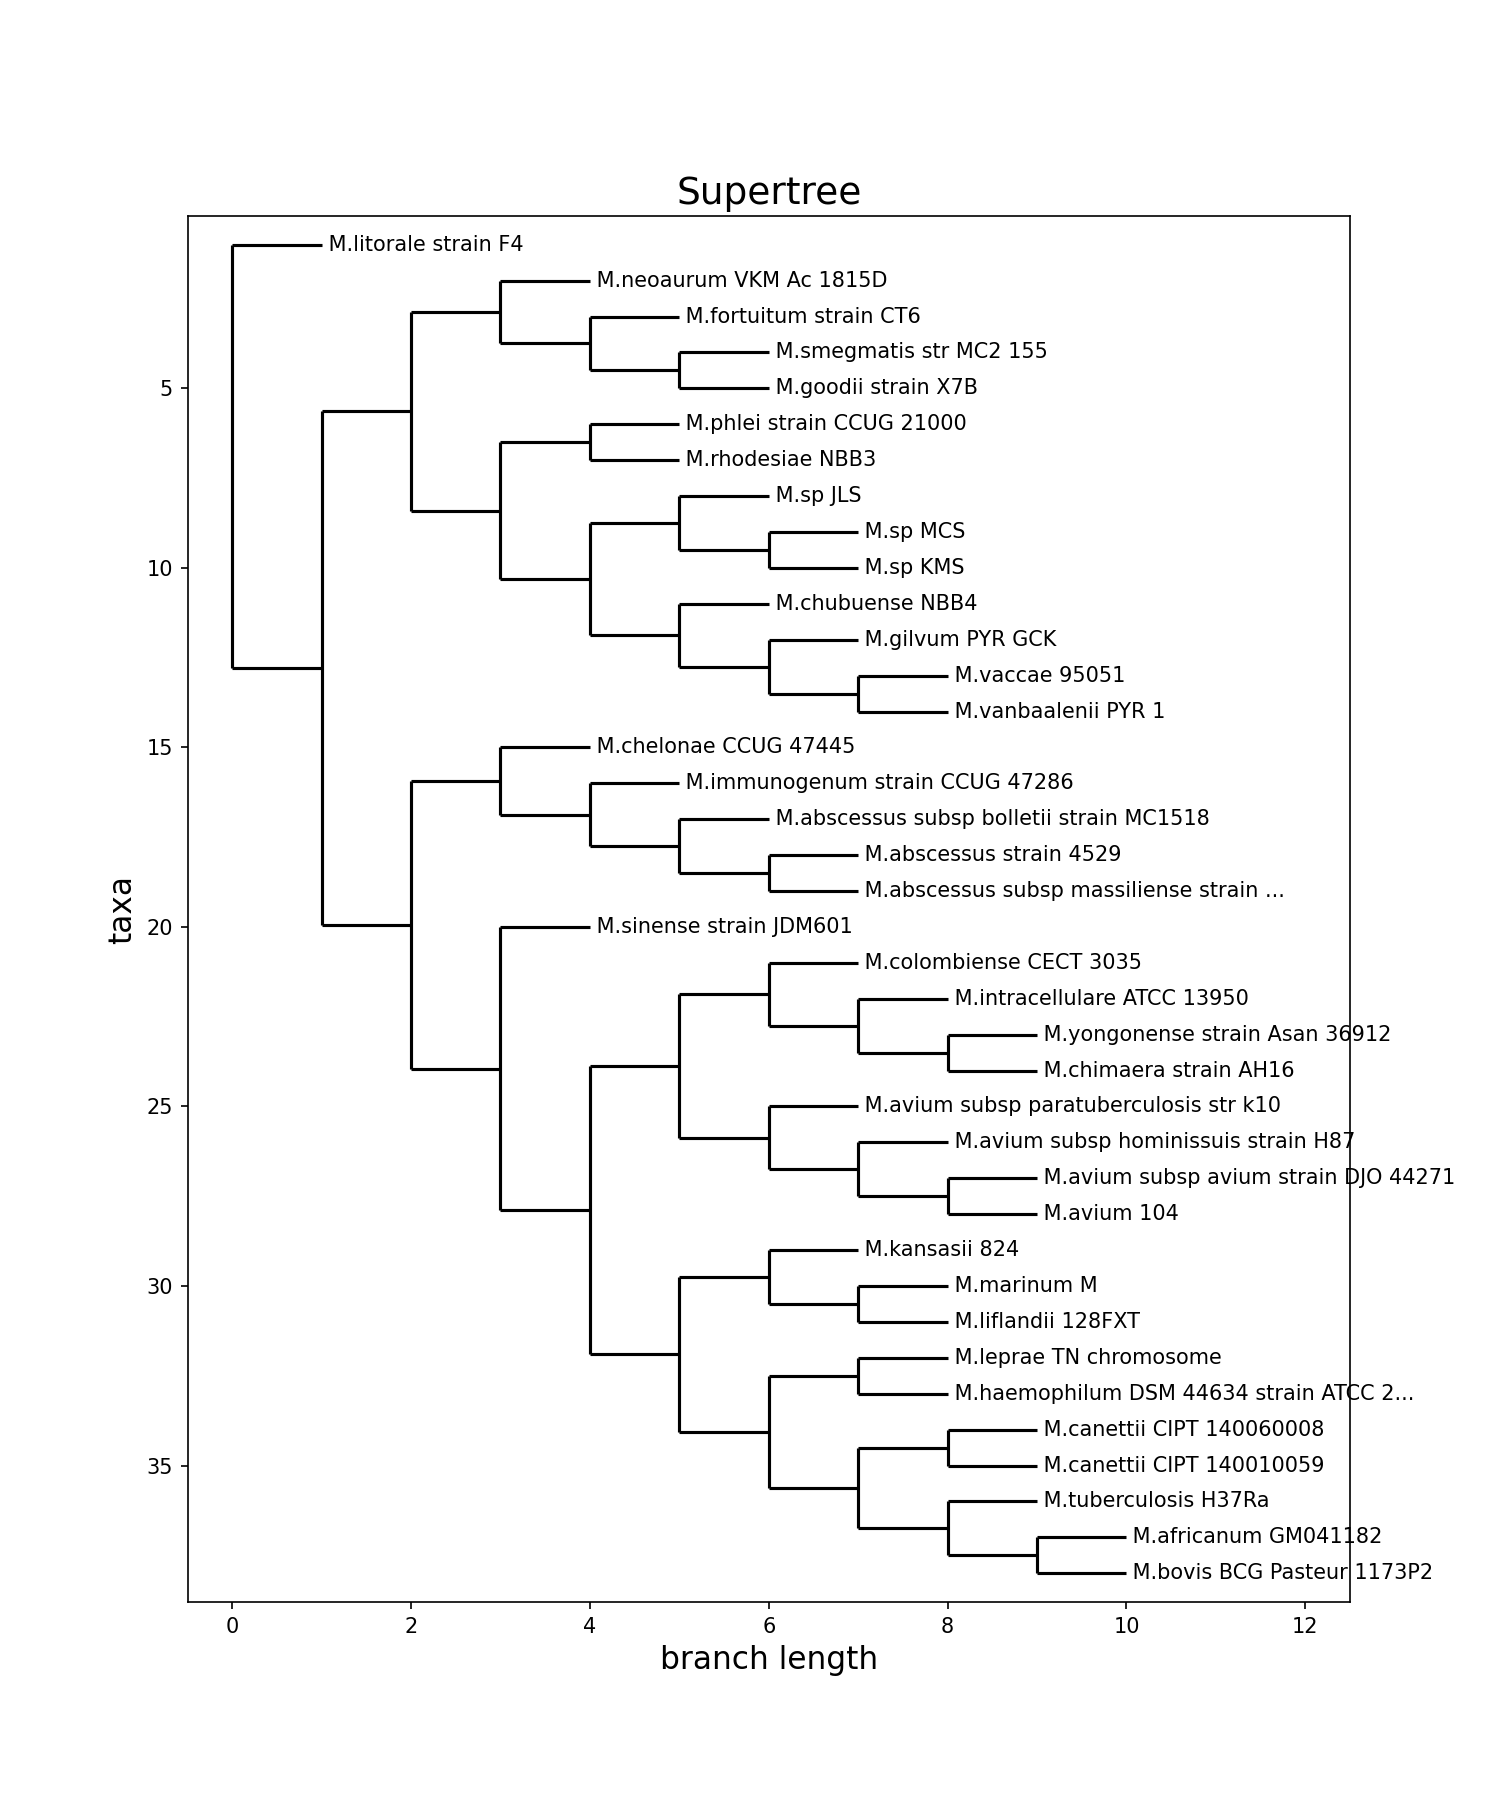 Supertree
M.litorale strain F4
M.neoaurum VKM Ac 1815D
M.fortuitum strain CT6
M.smegmatis str MC2 155
5
M.goodii strain X7B
M.phlei strain CCUG 21000
M.rhodesiae NBB3
M.sp JLS
M.sp MCS
10
M.sp KMS
M.chubuense NBB4
M.gilvum PYR GCK
M.vaccae 95051
M.vanbaalenii PYR 1
15
M.chelonae CCUG 47445
M.immunogenum strain CCUG 47286
M.abscessus subsp bolletii strain MC1518
M.abscessus strain 4529
M.abscessus subsp massiliense strain ...
taxa
20
M.sinense strain JDM601
M.colombiense CECT 3035
M.intracellulare ATCC 13950
M.yongonense strain Asan 36912
M.chimaera strain AH16
25
M.avium subsp paratuberculosis str k10
M.avium subsp hominissuis strain H87
M.avium subsp avium strain DJO 44271
M.avium 104
M.kansasii 824
30
M.marinum M
M.liflandii 128FXT
M.leprae TN chromosome
M.haemophilum DSM 44634 strain ATCC 2...
M.canettii CIPT 140060008
35
M.canettii CIPT 140010059
M.tuberculosis H37Ra
M.africanum GM041182
M.bovis BCG Pasteur 1173P2
0 2 4 6 8 10 12
branch length